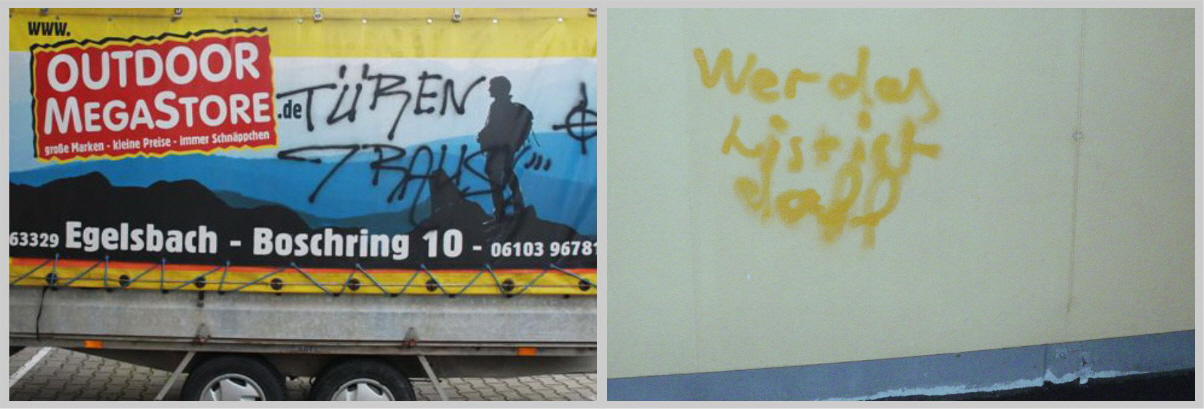 www.
OUTDOOR
MEGASTORE
.de
große Marken - kleine Preise - immer Schnäppchen
TÜREN
RAUS
63329 Egelsbach - Boschring 10 - 06103 96781
Wer das
list ist
doff